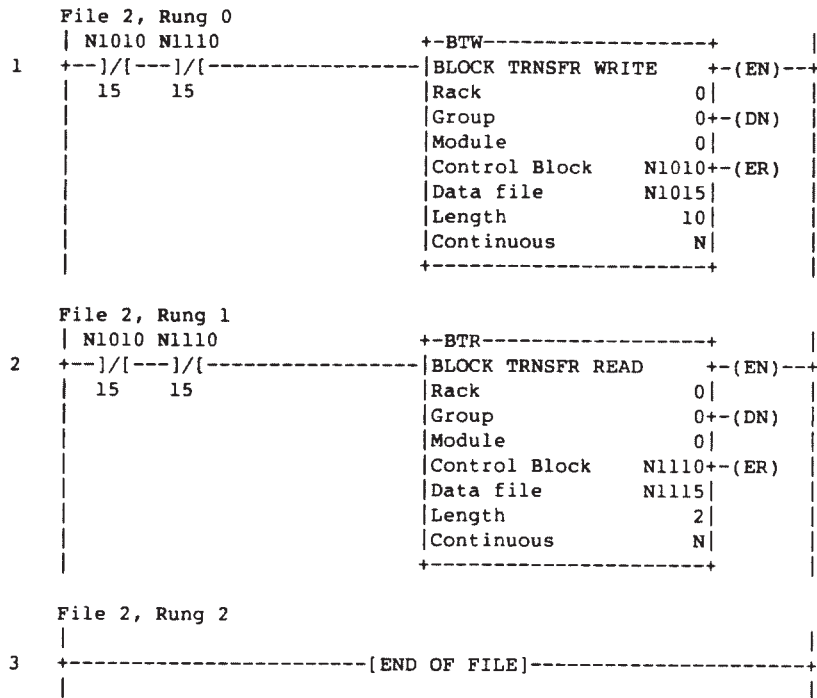 File 2, Rung 0
| N1010 N1110 +-BTW------------------+ |
1 +--]/[---]/[-----------------|BLOCK TRNSFR WRITE +-(EN)--+
| 15 15 |Rack 0| |
| |Group 0+-(DN) |
| |Module 0| |
| |Control Block N1010+-(ER) |
| |Data file N1015| |
| |Length 10| |
| |Continuous N| |
| +-----------------------+ |
File 2, Rung 1
| N1010 N1110 +-BTR------------------+ |
2 +--]/[---]/[-----------------|BLOCK TRNSFR READ +-(EN)--+
| 15 15 |Rack 0| |
| |Group 0+-(DN) |
| |Module 0| |
| |Control Block N1110+-(ER) |
| |Data file N1115| |
| |Length 2| |
| |Continuous N| |
| +-----------------------+ |
File 2, Rung 2
| |
3 +------------------------[END OF FILE]-----------------------+
| |